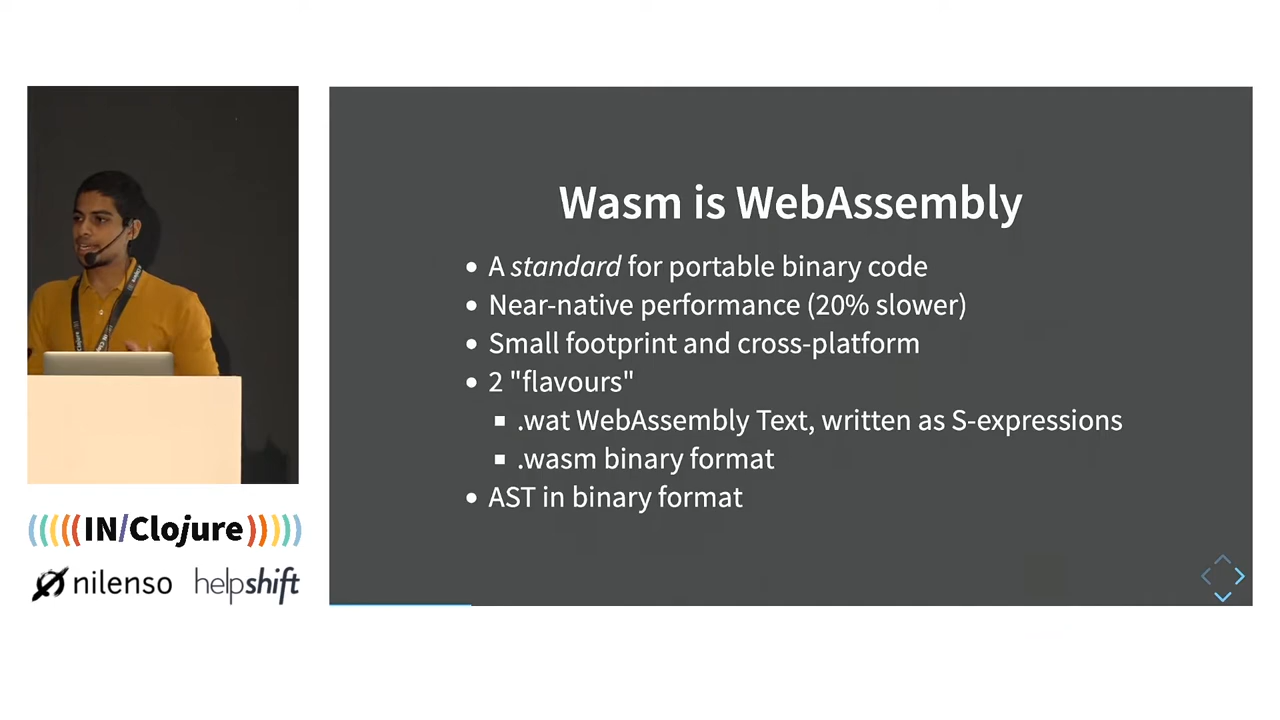 Wasm is WebAssembly
• A standard for portable binary code
• Near-native performance (20% slower)
• Small footprint and cross-platform
• 2 "flavours"
▪ .wat WebAssembly Text, written as S-expressions
▪ .wasm binary format
• AST in binary format
(((((IN/Clojure)))))
nilenso helpshift